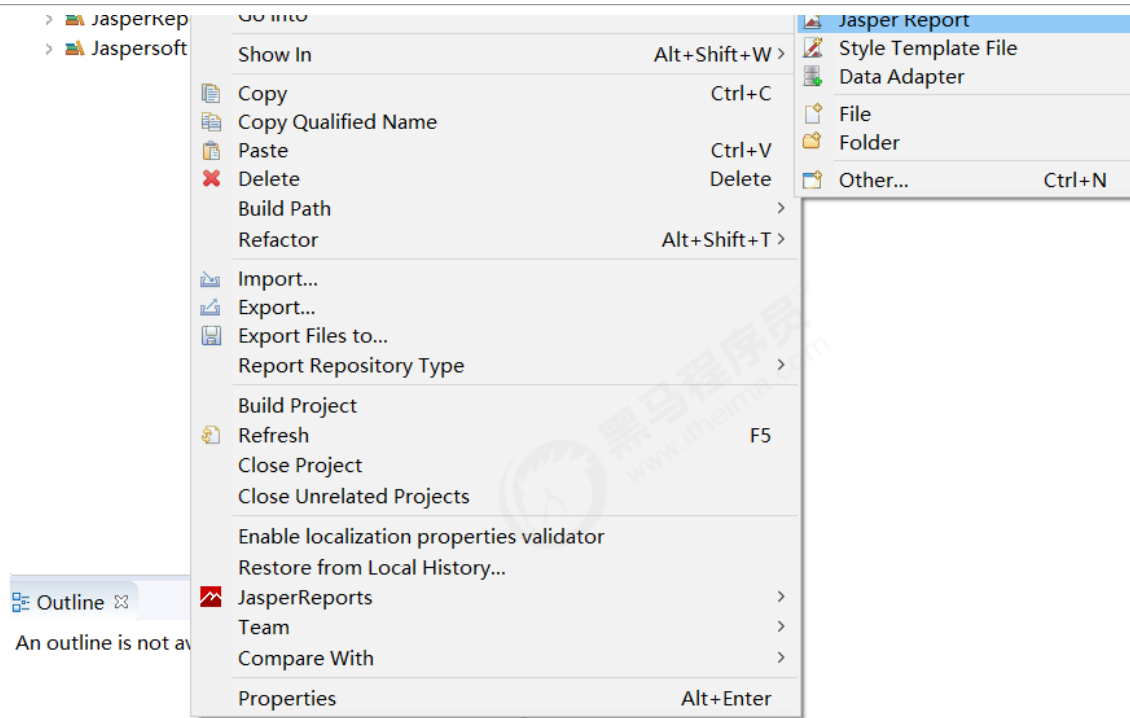 JasperRep
Jaspersoft
Go Into
Show In Alt+Shift+W >
Copy Ctrl+C
Copy Qualified Name
Paste Ctrl+V
Delete Delete
Build Path >
Refactor Alt+Shift+T >
Import...
Export...
Export Files to...
Report Repository Type >
Build Project
Refresh F5
Close Project
Close Unrelated Projects
Enable localization properties validator
Restore from Local History...
JasperReports >
Team >
Compare With >
Properties Alt+Enter
Jasper Report
Style Template File
Data Adapter
File
Folder
Other... Ctrl+N
Outline
An outline is not av
黑马程序员
www.itheima.com